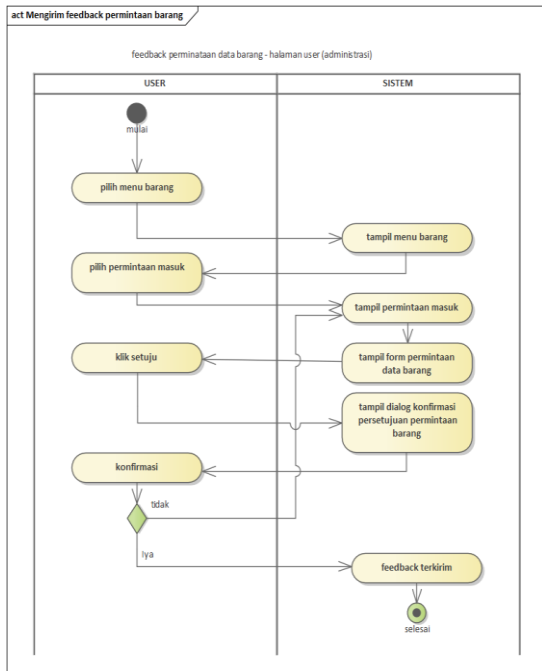 act Mengirim feedback permintaan barang
feedback perminataan data barang - halaman user (administrasi)
USER
SISTEM
mulai
pilih menu barang
tampil menu barang
pilih permintaan masuk
tampil permintaan masuk
klik setuju
tampil form permintaan
data barang
tampil dialog konfirmasi
persetujuan permintaan
barang
konfirmasi
tidak
Iya
feedback terkirim
selesai